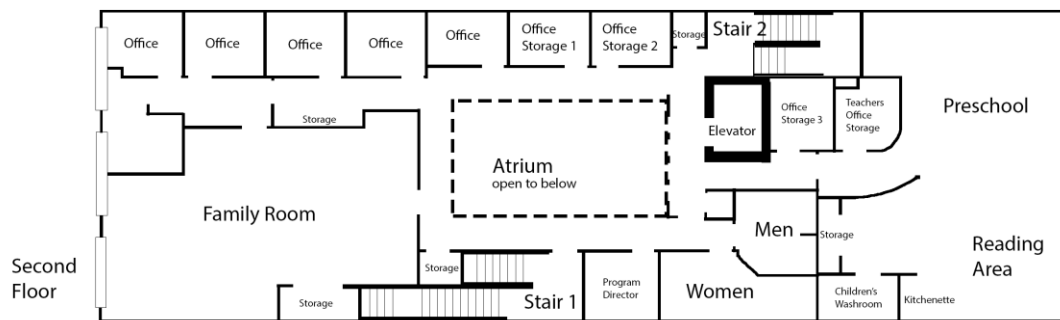 Office
Office
Office
Office
Office
Office
Storage 1
Office
Storage 2
Storage
Stair 2
Storage
Elevator
Office
Storage 3
Teachers
Office
Storage
Preschool
Atrium
open to below
Family Room
Men
Storage
Reading
Area
Second
Floor
Storage
Storage
Stair 1
Program
Director
Women
Children's
Washroom
Kitchenette